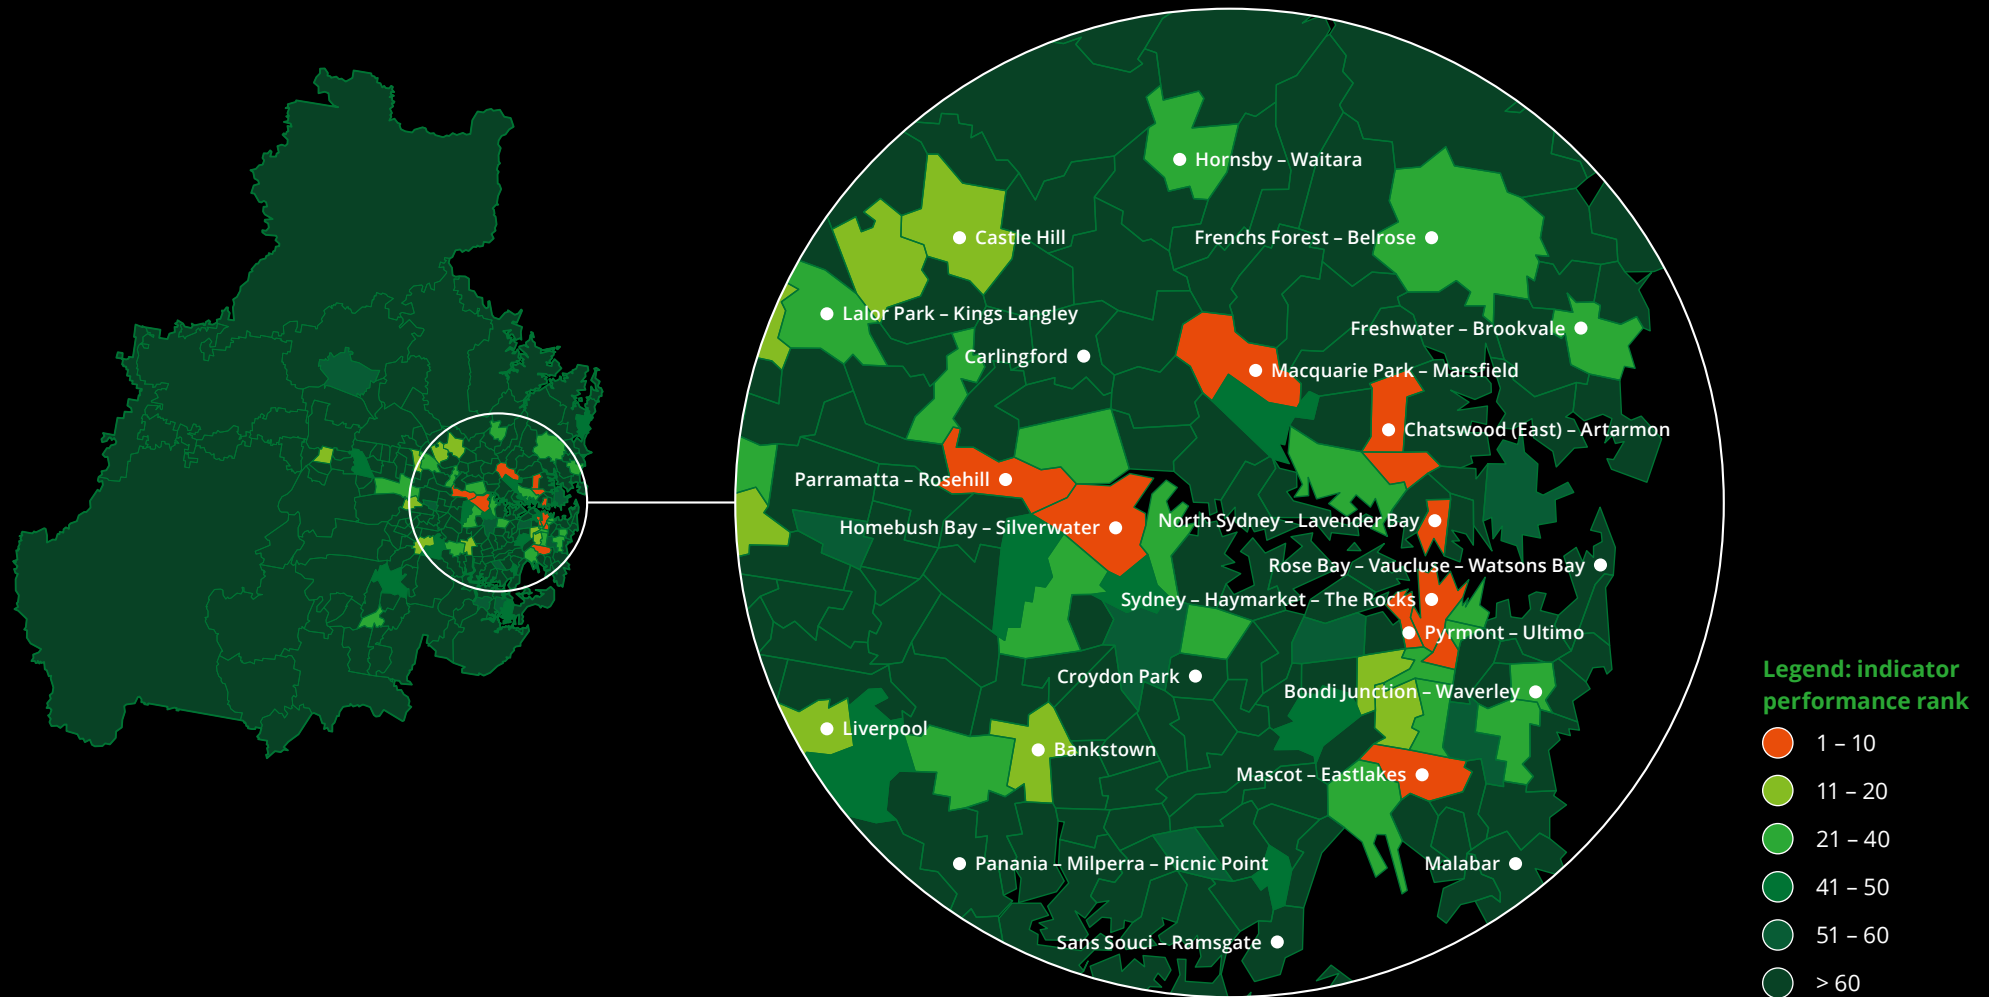 Hornsby – Waitara
Castle Hill
Frenchs Forest – Belrose
Lalor Park – Kings Langley
Freshwater – Brookvale
Carlingford
Macquarie Park – Marsfield
Chatswood (East) – Artarmon
Parramatta – Rosehill
North Sydney – Lavender Bay
Homebush Bay – Silverwater
Rose Bay – Vaucluse – Watsons Bay
Sydney – Haymarket – The Rocks
Pyrmont – Ultimo
Croydon Park
Bondi Junction – Waverley
Liverpool
Bankstown
Mascot – Eastlakes
Panania – Milperra – Picnic Point
Malabar
Sans Souci – Ramsgate
Legend: indicator
performance rank
1 – 10
11 – 20
21 – 40
41 – 50
51 – 60
> 60